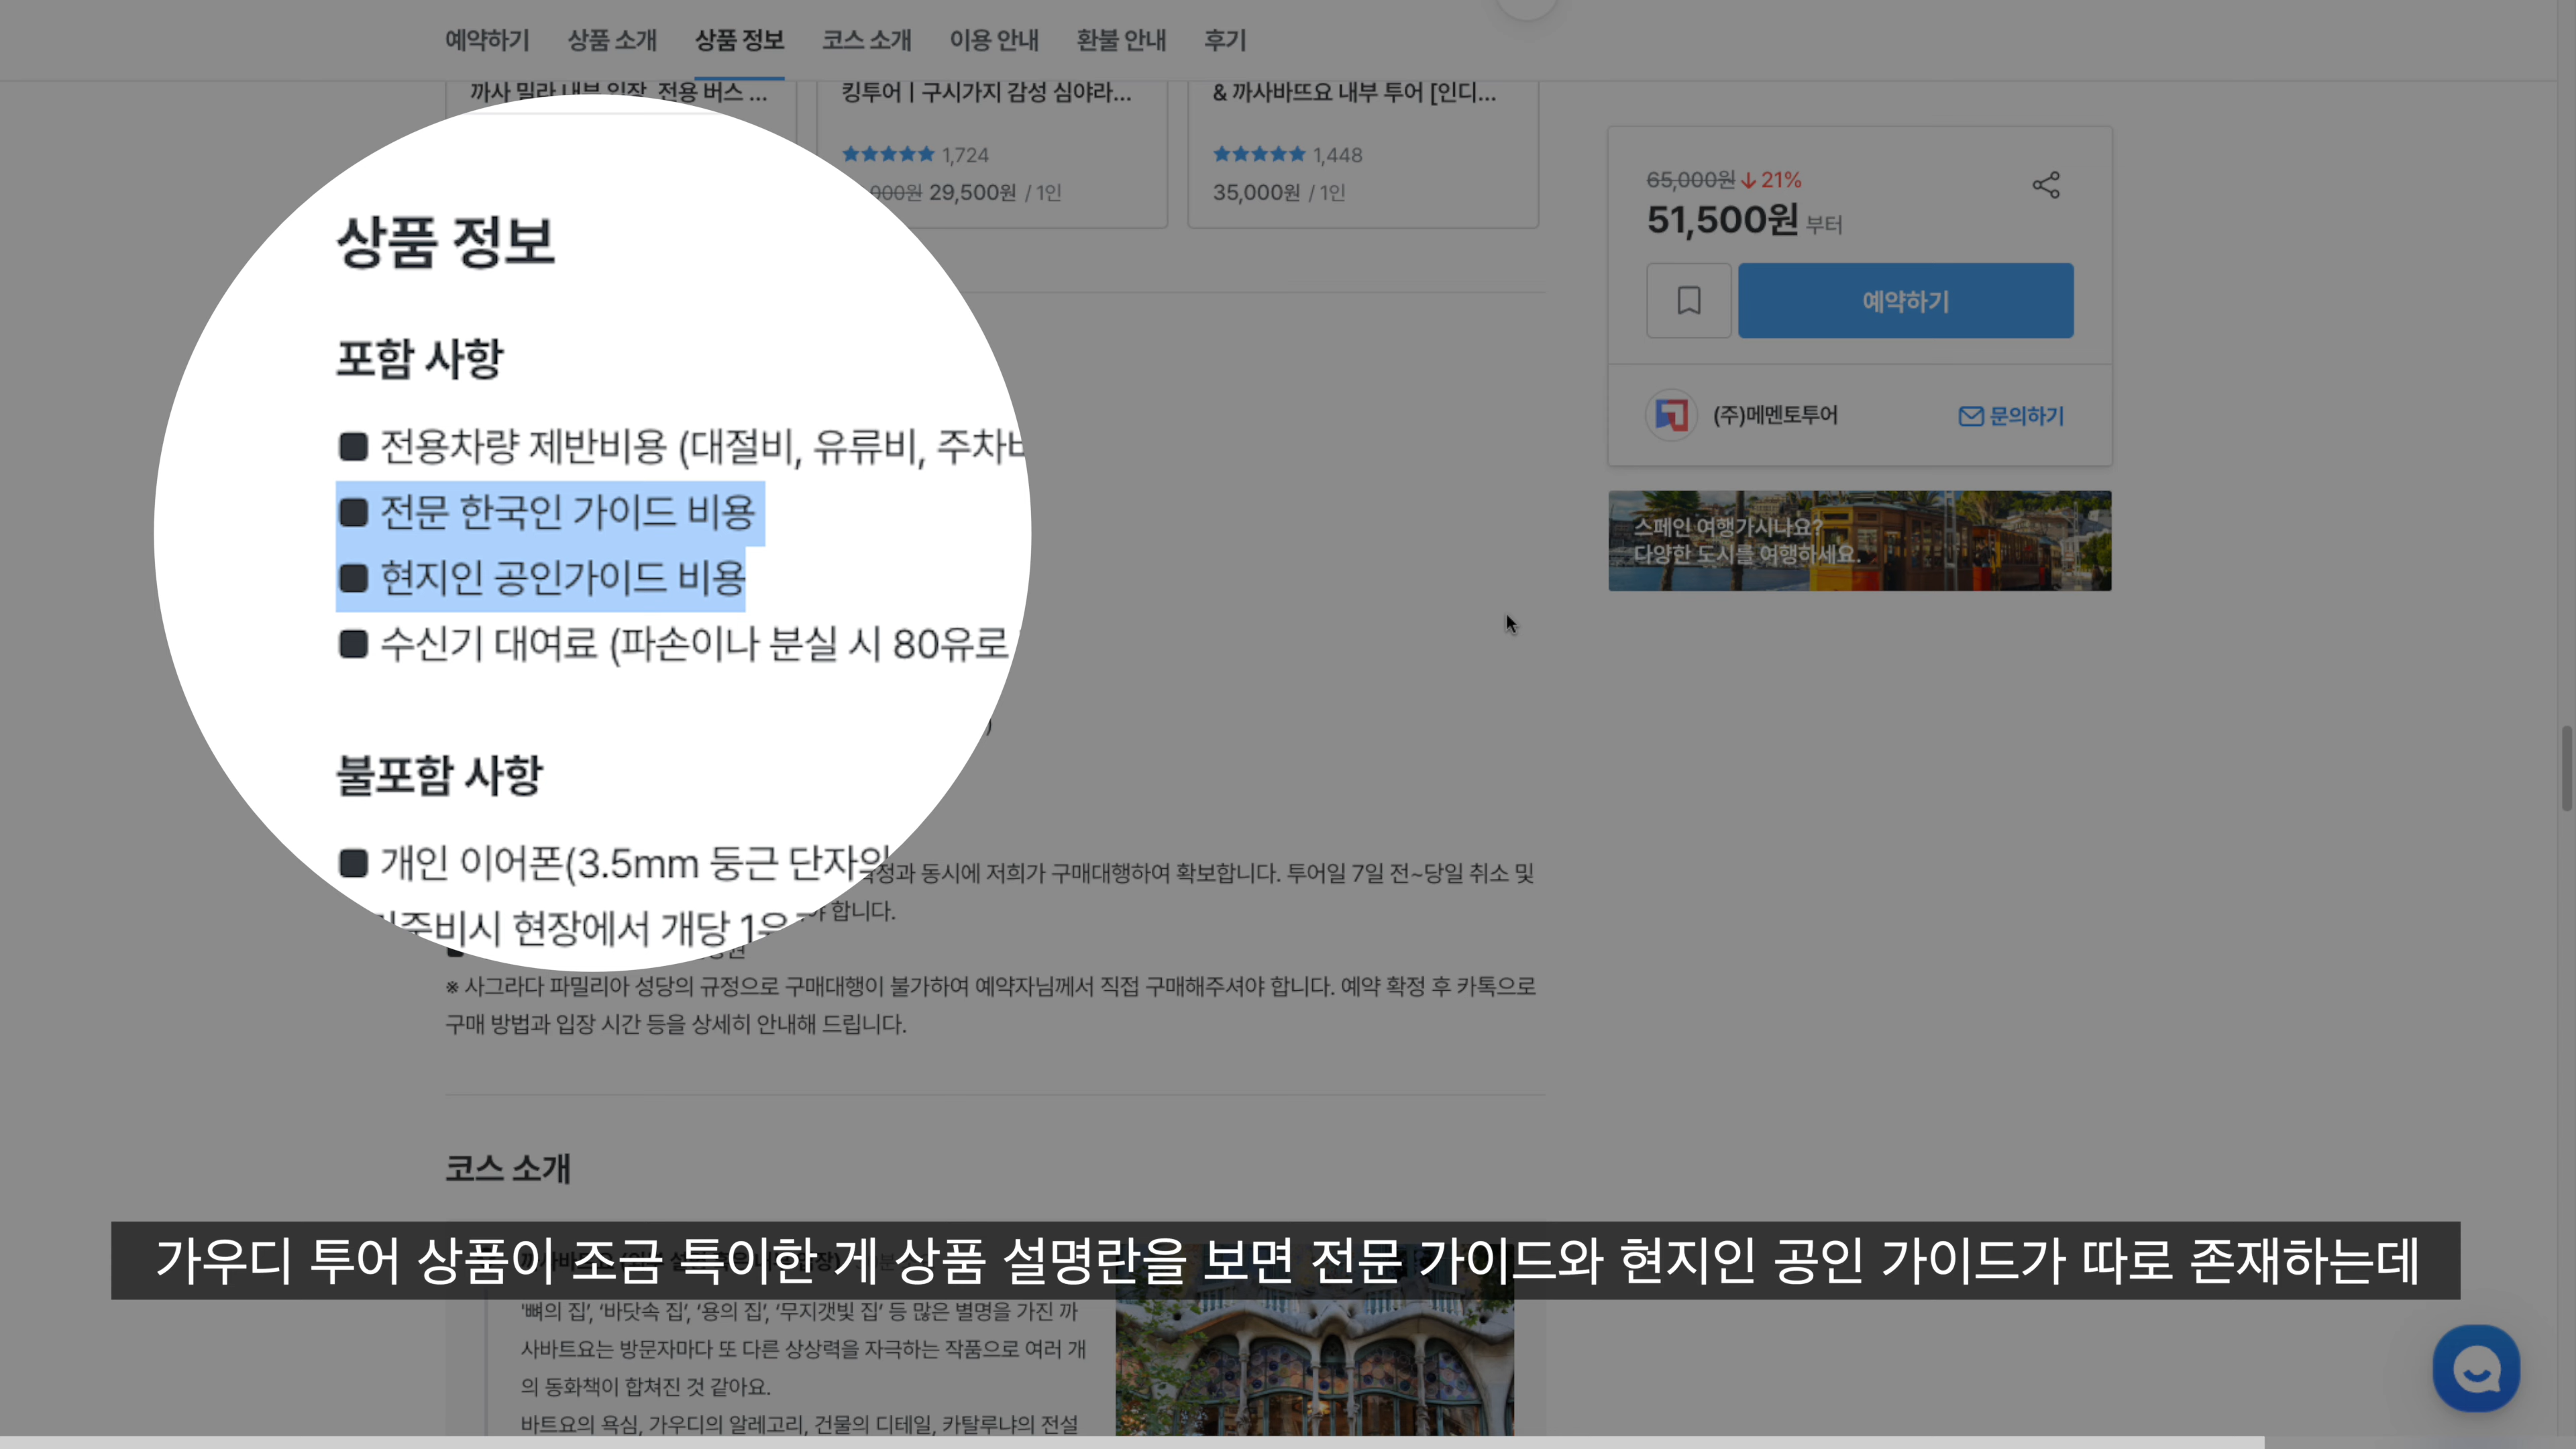 예약하기 상품 소개 상품 정보 코스 소개 이용 안내 환불 안내 후기
까사 밀라 내부 입장, 전용 버스 ...
킹투어 | 구시가지 감성 심야라...
& 까사바뜨요 내부 투어 [인디...
1,724
29,500원 / 1인
1,448
35,000원 / 1인
65,000원 21%
51,500원 부터
예약하기
(주)메멘토투어
문의하기
스페인 여행가시나요?
다양한 도시를 여행하세요.
상품 정보
포함 사항
■ 전용차량 제반비용 (대절비, 유류비, 주차비
■ 전문 한국인 가이드 비용
■ 현지인 공인가이드 비용
■ 수신기 대여료 (파손이나 분실 시 80유로
불포함 사항
■ 개인 이어폰(3.5mm 둥근 단자의
동시에 저희가 구매대행하여 확보합니다. 투어일 7일 전~당일 취소 및
현장에서 개당
합니다.
※ 사그라다 파밀리아 성당의 규정으로 구매대행이 불가하여 예약자님께서 직접 구매해주셔야 합니다. 예약 확정 후 카톡으로
구매 방법과 입장 시간 등을 상세히 안내해 드립니다.
코스 소개
가우디 투어 상품이 조금 특이한 게 상품 설명란을 보면 전문 가이드와 현지인 공인 가이드가 따로 존재하는데
'뼈의 집', '바닷속 집', '용의 집', '무지갯빛 집' 등 많은 별명을 가진 까
사바트요는 방문자마다 또 다른 상상력을 자극하는 작품으로 여러 개
의 동화책이 합쳐진 것 같아요.
바트요의 욕심, 가우디의 알레고리, 건물의 디테일, 카탈루냐의 전설